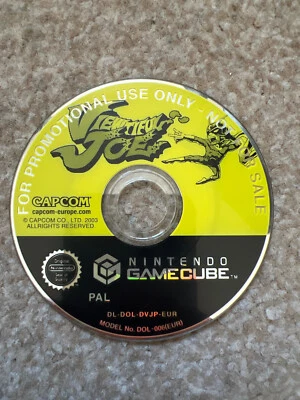 FOR PROMOTIONAL USE ONLY - NOT FOR SALE
VIEWTIFUL
JOE
CAPCOM
capcom-europe.com
© CAPCOM CO., LTD. 2003
ALLRIGHTS RESERVED
NINTENDO
GAMECUBE™
PAL
DL-DOL-DVJP-EUR
MODEL No. DOL-006(EUR)